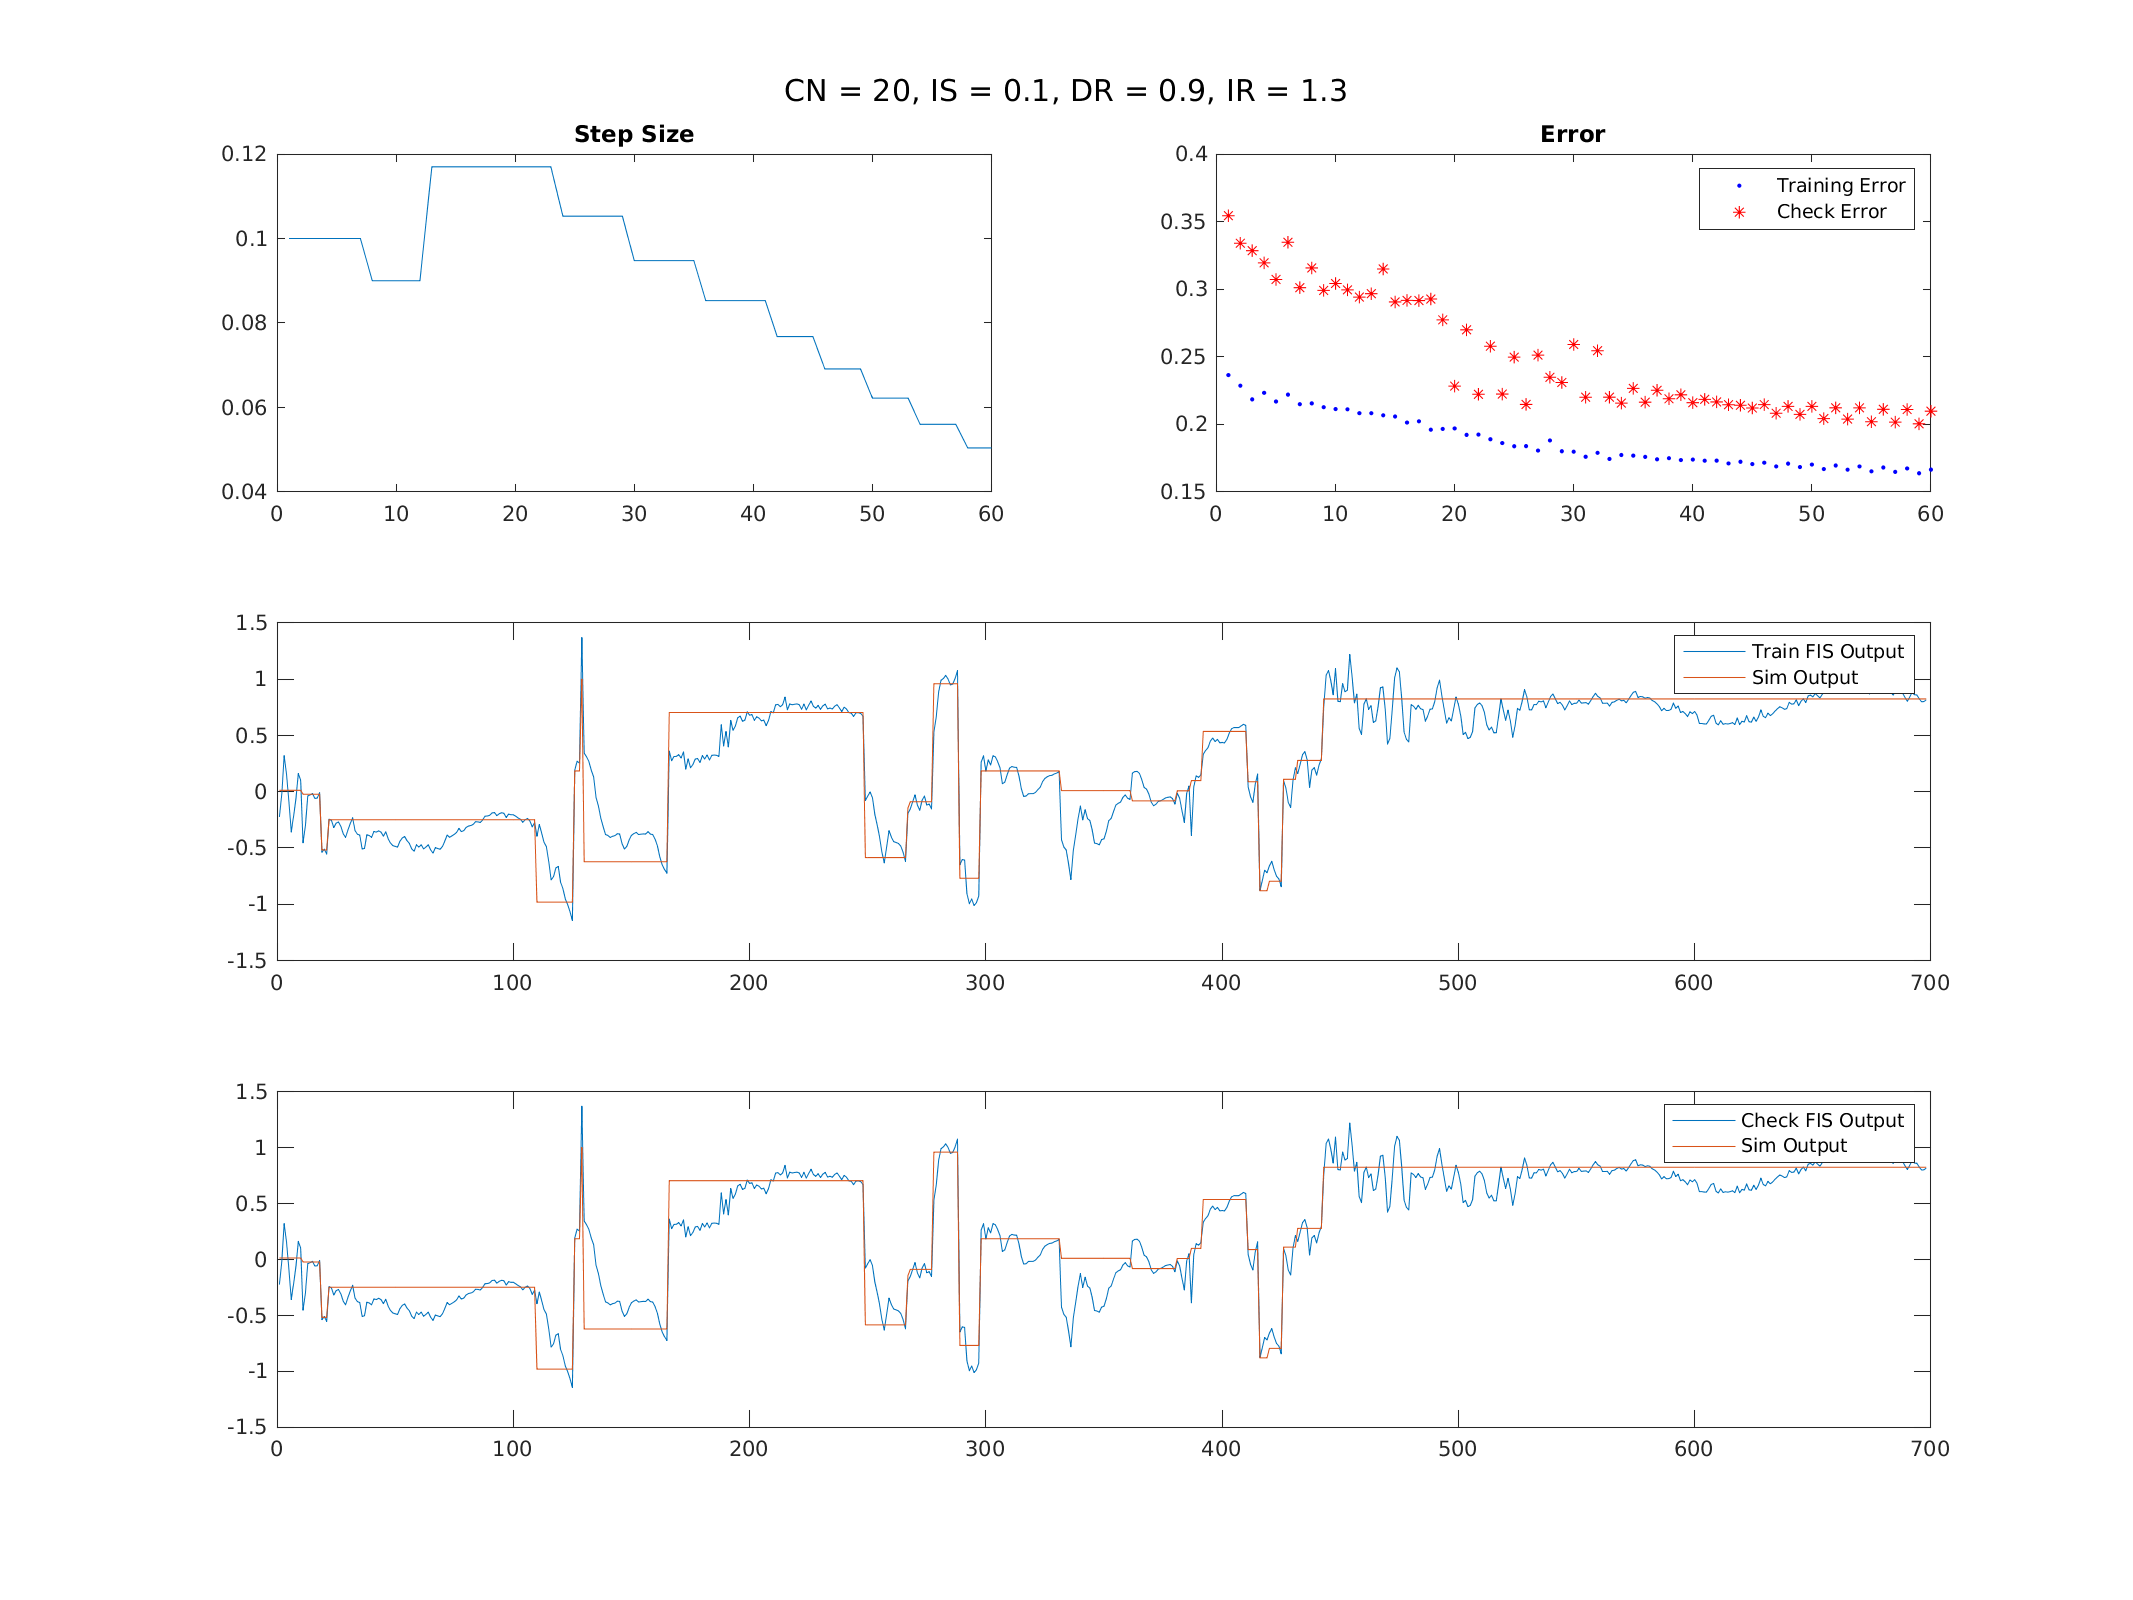 CN = 20, IS = 0.1, DR = 0.9, IR = 1.3
Step Size
0.12
0.1
0.08
0.06
0.04
0 10 20 30 40 50 60
Error
0.4
0.35
0.3
0.25
0.2
0.15
0 10 20 30 40 50 60
Training Error
Check Error
1.5
1
0.5
0
-0.5
-1
-1.5
0 100 200 300 400 500 600 700
Train FIS Output
Sim Output
1.5
1
0.5
0
-0.5
-1
-1.5
0 100 200 300 400 500 600 700
Check FIS Output
Sim Output